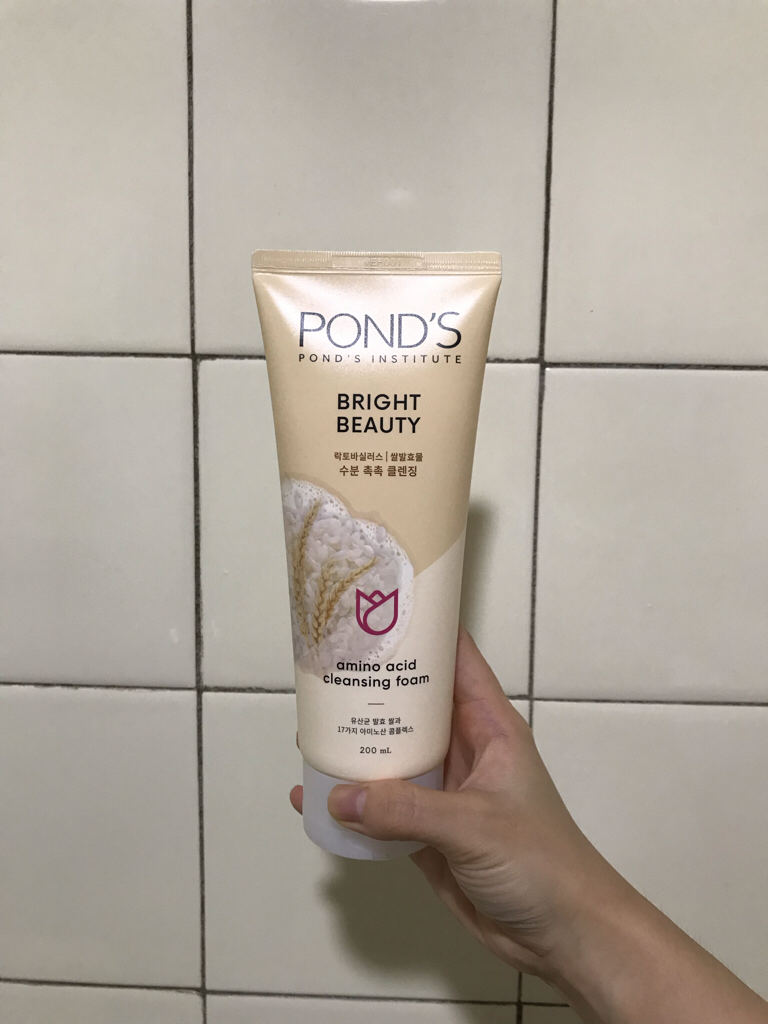 POND'S
POND'S INSTITUTE
BRIGHT
BEAUTY
락토바실러스 | 쌀발효물
수분 촉촉 클렌징
amino acid
cleansing foam
유산균 발효 쌀과
17가지 아미노산 콤플렉스
200 mL